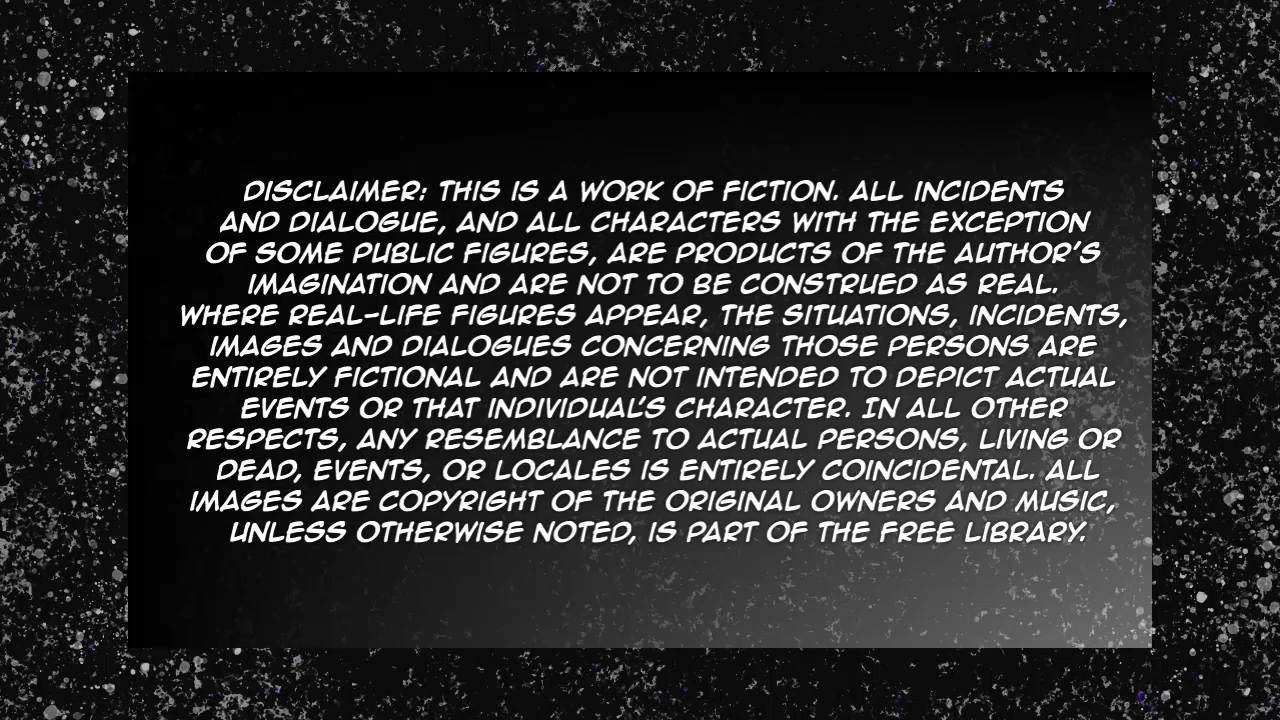 DISCLAIMER: THIS IS A WORK OF FICTION. ALL INCIDENTS
AND DIALOGUE, AND ALL CHARACTERS WITH THE EXCEPTION
OF SOME PUBLIC FIGURES, ARE PRODUCTS OF THE AUTHOR'S
IMAGINATION AND ARE NOT TO BE CONSTRUED AS REAL.
WHERE REAL-LIFE FIGURES APPEAR, THE SITUATIONS, INCIDENTS,
IMAGES AND DIALOGUES CONCERNING THOSE PERSONS ARE
ENTIRELY FICTIONAL AND ARE NOT INTENDED TO DEPICT ACTUAL
EVENTS OR THAT INDIVIDUAL'S CHARACTER. IN ALL OTHER
RESPECTS, ANY RESEMBLANCE TO ACTUAL PERSONS, LIVING OR
DEAD, EVENTS, OR LOCALES IS ENTIRELY COINCIDENTAL. ALL
IMAGES ARE COPYRIGHT OF THE ORIGINAL OWNERS AND MUSIC,
UNLESS OTHERWISE NOTED, IS PART OF THE FREE LIBRARY.